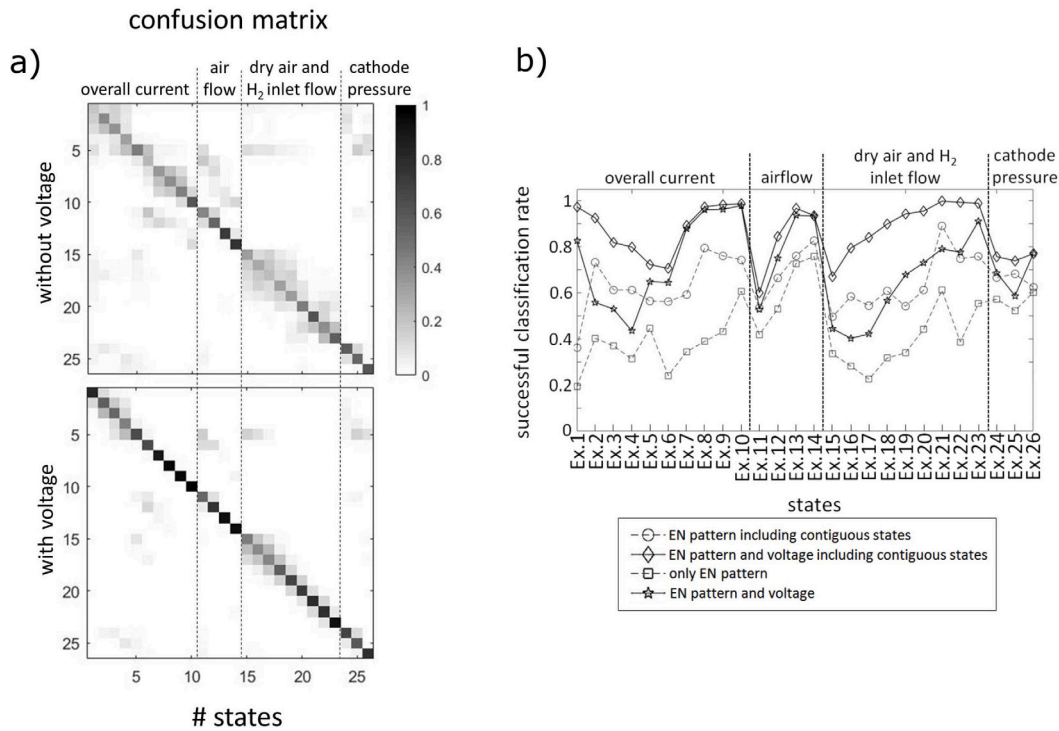 confusion matrix
a)
overall current
air
flow
dry air and
H2 inlet flow
cathode
pressure
without voltage
5
10
15
20
25
1
0.8
0.6
0.4
0.2
0
with voltage
5
10
15
20
25
5 10 15 20 25
# states
b)
overall current
airflow
dry air and H2
inlet flow
cathode
pressure
successful classification rate
1
0.8
0.6
0.4
0.2
0
Ex.1 Ex.2 Ex.3 Ex.4 Ex.5 Ex.6 Ex.7 Ex.8 Ex.9 Ex.10 Ex.11 Ex.12 Ex.13 Ex.14 Ex.15 Ex.16 Ex.17 Ex.18 Ex.19 Ex.20 Ex.21 Ex.22 Ex.23 Ex.24 Ex.25 Ex.26
states
EN pattern including contiguous states
EN pattern and voltage including contiguous states
only EN pattern
EN pattern and voltage